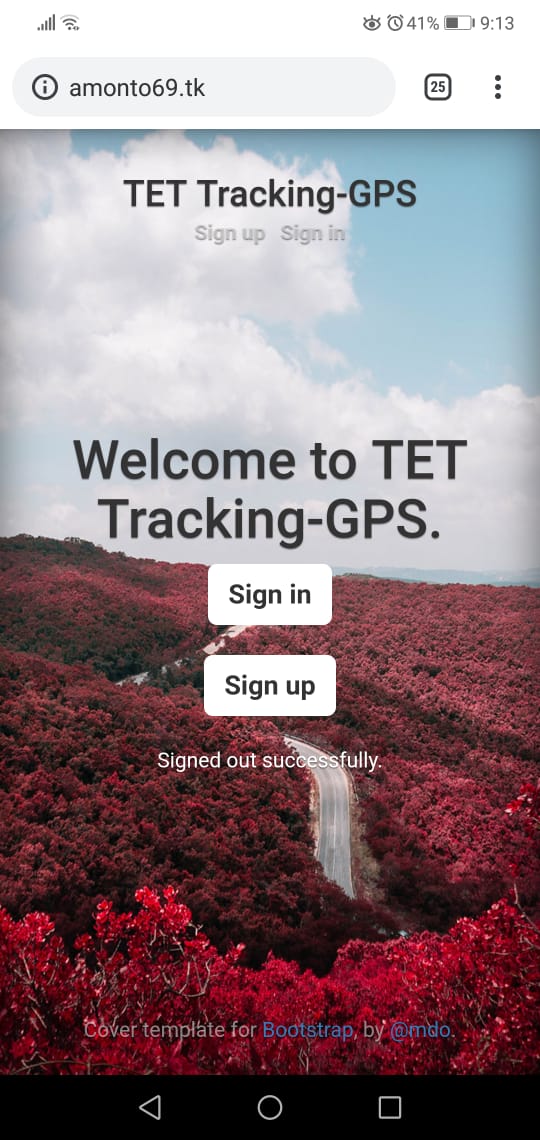 41% 9:13
amonto69.tk
25
TET Tracking-GPS
Sign up Sign in
Welcome to TET
Tracking-GPS.
Sign in
Sign up
Signed out successfully.
Cover template for Bootstrap, by @mdo.